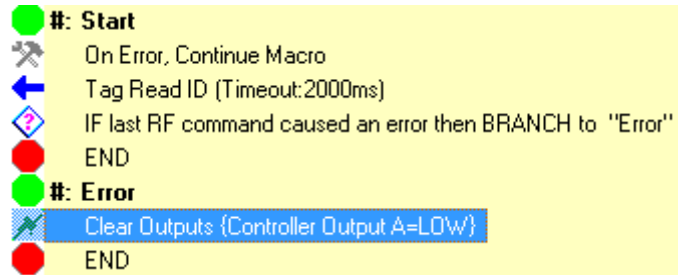 #: Start
On Error, Continue Macro
Tag Read ID (Timeout:2000ms)
IF last RF command caused an error then BRANCH to "Error"
END
#: Error
Clear Outputs {Controller Output A=LOW}
END